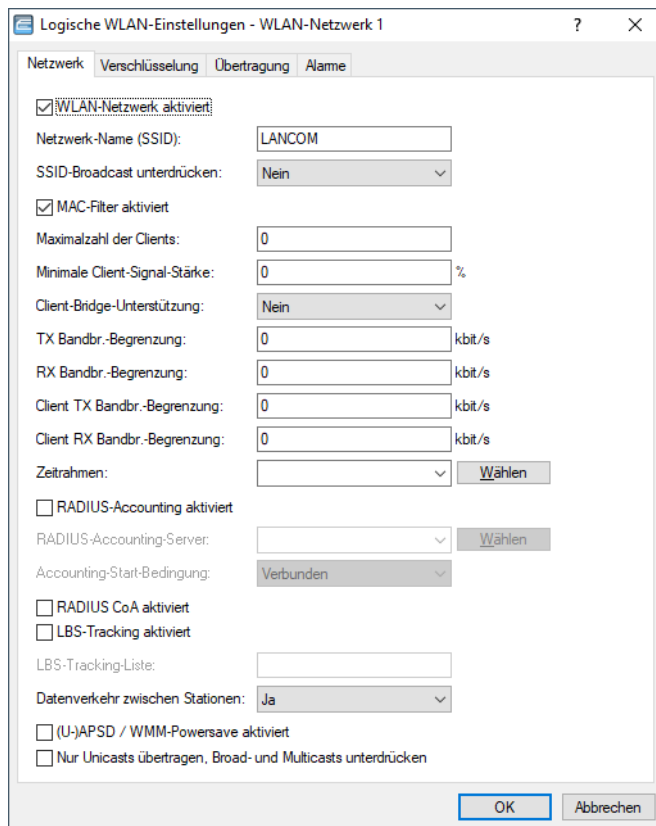 Logische WLAN-Einstellungen - WLAN-Netzwerk 1 ?
Netzwerk Verschlüsselung Übertragung Alarme
WLAN-Netzwerk aktiviert
Netzwerk-Name (SSID): LANCOM
SSID-Broadcast unterdrücken: Nein
MAC-Filter aktiviert
Maximalzahl der Clients: 0
Minimale Client-Signal-Stärke: 0 %
Client-Bridge-Unterstützung: Nein
TX Bandbr.-Begrenzung: 0 kbit/s
RX Bandbr.-Begrenzung: 0 kbit/s
Client TX Bandbr.-Begrenzung: 0 kbit/s
Client RX Bandbr.-Begrenzung: 0 kbit/s
Zeitrahmen: Wählen
RADIUS-Accounting aktiviert
RADIUS-Accounting-Server: Wählen
Accounting-Start-Bedingung: Verbunden
RADIUS CoA aktiviert
LBS-Tracking aktiviert
LBS-Tracking-Liste:
Datenverkehr zwischen Stationen: Ja
(U-)APSD / WMM-Powersave aktiviert
Nur Unicasts übertragen, Broad- und Multicasts unterdrücken
OK Abbrechen